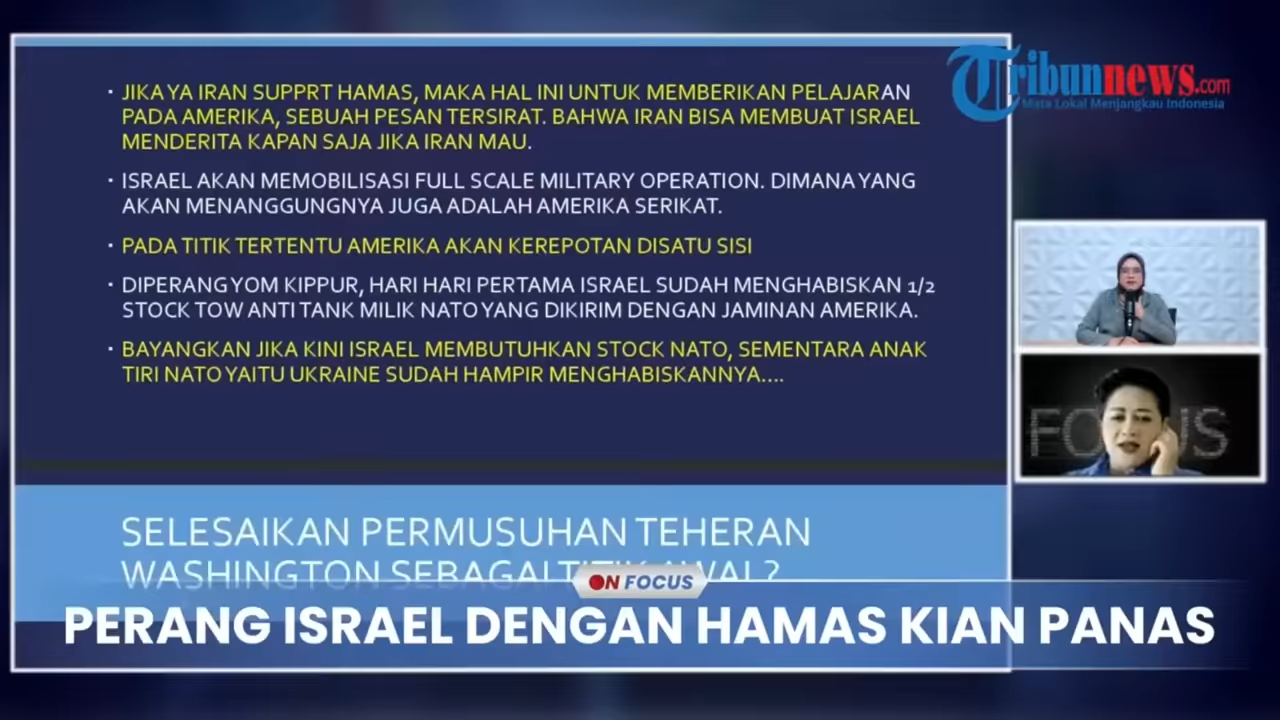 JIKA YA IRAN SUPPRT HAMAS, MAKA HAL INI UNTUK MEMBERIKAN PELAJARAN
PADA AMERIKA, SEBUAH PESAN TERSIRAT. BAHWA IRAN BISA MEMBUAT ISRAEL
MENDERITA KAPAN SAJA JIKA IRAN MAU.
ISRAEL AKAN MEMOBILISASI FULL SCALE MILITARY OPERATION. DIMANA YANG
AKAN MENANGGUNGNYA JUGA ADALAH AMERIKA SERIKAT.
PADA TITIK TERTENTU AMERIKA AKAN KEREPOTAN DISATU SISI
DIPERANG YOM KIPPUR, HARI HARI PERTAMA ISRAEL SUDAH MENGHABISKAN 1/2
STOCK TOW ANTI TANK MILIK NATO YANG DIKIRIM DENGAN JAMINAN AMERIKA.
BAYANGKAN JIKA KINI ISRAEL MEMBUTUHKAN STOCK NATO, SEMENTARA ANAK
TIRI NATO YAITU UKRAINE SUDAH HAMPIR MENGHABISKANNYA....
Tribunnews.com
Mata Lokal Menjangkau Indonesia
FOCUS
SELESAIKAN PERMUSUHAN TEHERAN
WASHINGTON SEBAGAI TITIK AWAL?
ON FOCUS
PERANG ISRAEL DENGAN HAMAS KIAN PANAS